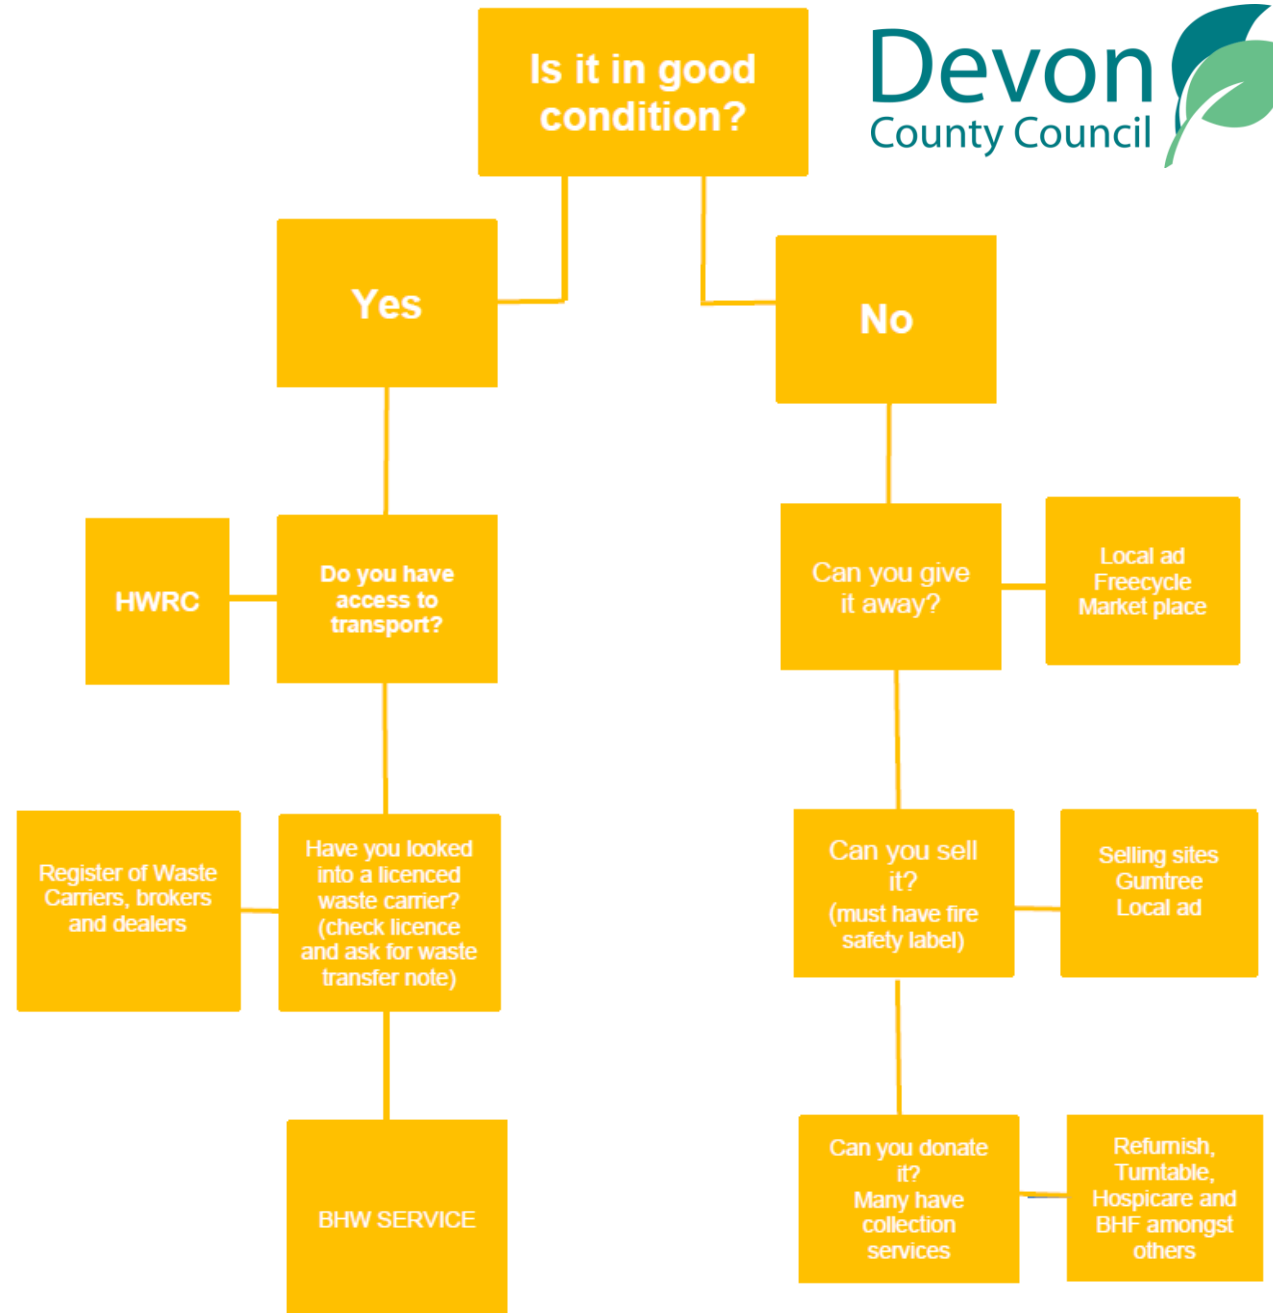 Is it in good
condition?
Devon
County Council
Yes
No
HWRC
Do you have
access to
transport?
Can you give
it away?
Local ad
Freecycle
Market place
Register of Waste
Carriers, brokers
and dealers
Have you looked
into a licenced
waste carrier?
(check licence
and ask for waste
transfer note)
Can you sell
it?
(must have fire
safety label)
Selling sites
Gumtree
Local ad
BHW SERVICE
Can you donate
it?
Many have
collection
services
Refurnish,
Turntable,
Hospicare and
BHF amongst
others